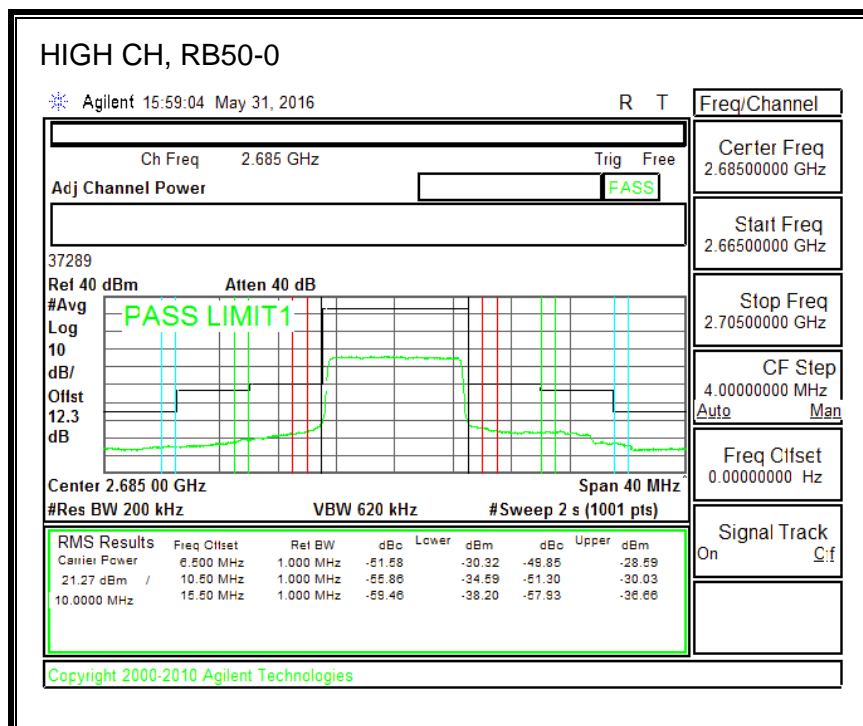 HIGH CH, RB50-0
Agilent 15:59:04 May 31, 2016 R T
Freq/Channel
Ch Freq 2.685 GHz Trig Free
Adj Channel Power PASS
Center Freq
2.68500000 GHz
Start Freq
2.66500000 GHz
37289
Ref 40 dBm Atten 40 dB
#Avg
Log
10
dB/
Offst
12.3
dB
PASS LIMIT1
Stop Freq
2.70500000 GHz
CF Step
4.00000000 MHz
Auto Man
Freq Offset
0.00000000 Hz
Center 2.685 00 GHz Span 40 MHz
#Res BW 200 kHz VBW 620 kHz #Sweep 2 s (1001 pts)
Signal Track
On Off
RMS Results Freq Offset Ref BW dBc Lower dBm dBc Upper dBm
Carrier Power 6.500 MHz 1.000 MHz -51.58 -30.32 -49.85 -28.59
21.27 dBm / 10.50 MHz 1.000 MHz -55.86 -34.59 -51.30 -30.03
10.0000 MHz 15.50 MHz 1.000 MHz -59.46 -38.20 -57.93 -36.66
Copyright 2000-2010 Agilent Technologies